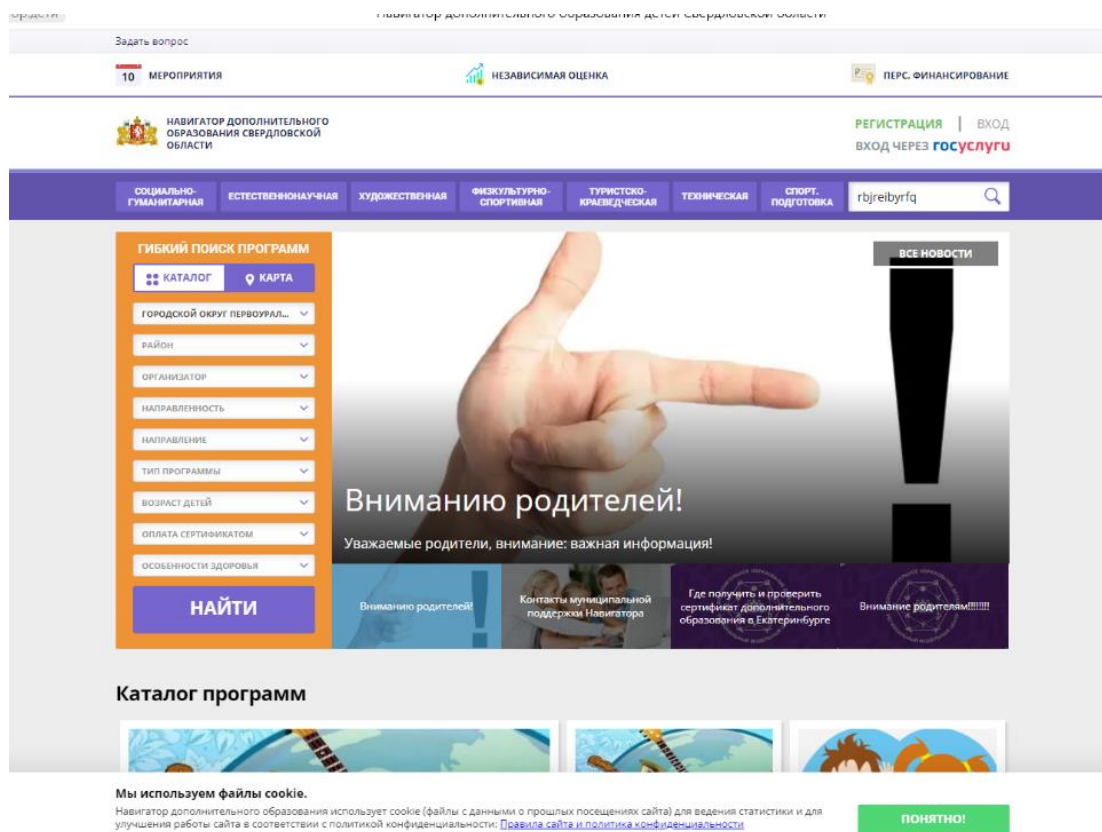 Навигатор дополнительного образования детей Свердловской области
Задать вопрос
10 МЕРОПРИЯТИЯ
НЕЗАВИСИМАЯ ОЦЕНКА
ПЕРС. ФИНАНСИРОВАНИЕ
НАВИГАТОР ДОПОЛНИТЕЛЬНОГО
ОБРАЗОВАНИЯ СВЕРДЛОВСКОЙ
ОБЛАСТИ
РЕГИСТРАЦИЯ | ВХОД
ВХОД ЧЕРЕЗ госуслуги
СОЦИАЛЬНО-
ГУМАНИТАРНАЯ
ЕСТЕСТВЕННОНАУЧНАЯ
ХУДОЖЕСТВЕННАЯ
ФИЗКУЛЬТУРНО-
СПОРТИВНАЯ
ТУРИСТСКО-
КРАЕВЕДЧЕСКАЯ
ТЕХНИЧЕСКАЯ
СПОРТ.
ПОДГОТОВКА
rbjreibyrfq
ГИБКИЙ ПОИСК ПРОГРАММ
КАТАЛОГ
КАРТА
ГОРОДСКОЙ ОКРУГ ПЕРВОУРАЛ...
РАЙОН
ОРГАНИЗАТОР
НАПРАВЛЕННОСТЬ
НАПРАВЛЕНИЕ
ТИП ПРОГРАММЫ
ВОЗРАСТ ДЕТЕЙ
ОПЛАТА СЕРТИФИКАТОМ
ОСОБЕННОСТИ ЗДОРОВЬЯ
НАЙТИ
ВСЕ НОВОСТИ
Вниманию родителей!
Уважаемые родители, внимание: важная информация!
Вниманию родителей!
Контакты муниципальной
поддержки Навигатора
Где получить и проверить
сертификат дополнительного
образования в Екатеринбурге
Внимание родителям!!!!!!!
Каталог программ
Мы используем файлы cookie.
Навигатор дополнительного образования использует cookie (файлы с данными о прошлых посещениях сайта) для ведения статистики и для
улучшения работы сайта в соответствии с политикой конфиденциальности: Правила сайта и политика конфиденциальности
ПОНЯТНО!